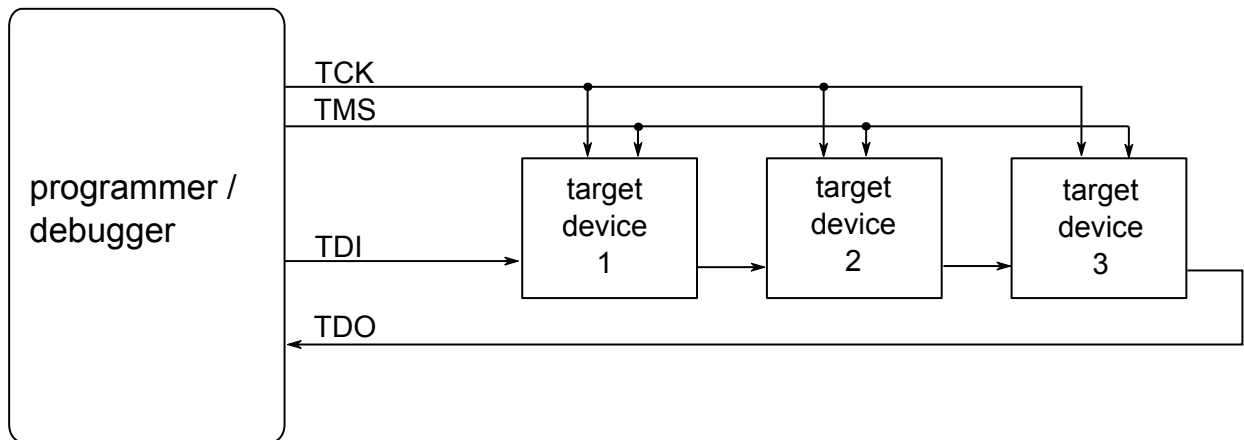 TCK
TMS
programmer /
debugger
target
device
1
target
device
2
target
device
3
TDI
TDO